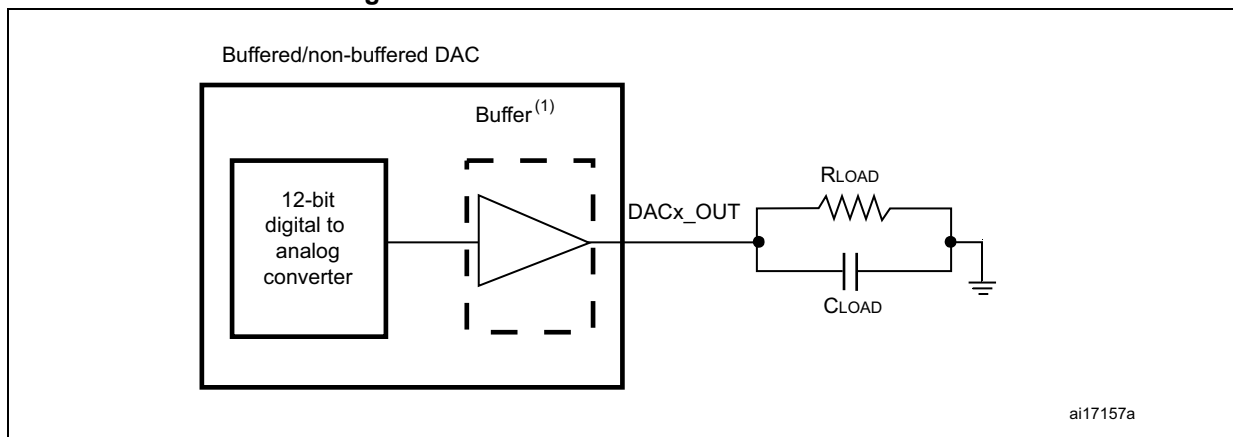 Buffered/non-buffered DAC
Buffer(1)
12-bit
digital to
analog
converter
DACx_OUT
RLOAD
CLOAD
ai17157a